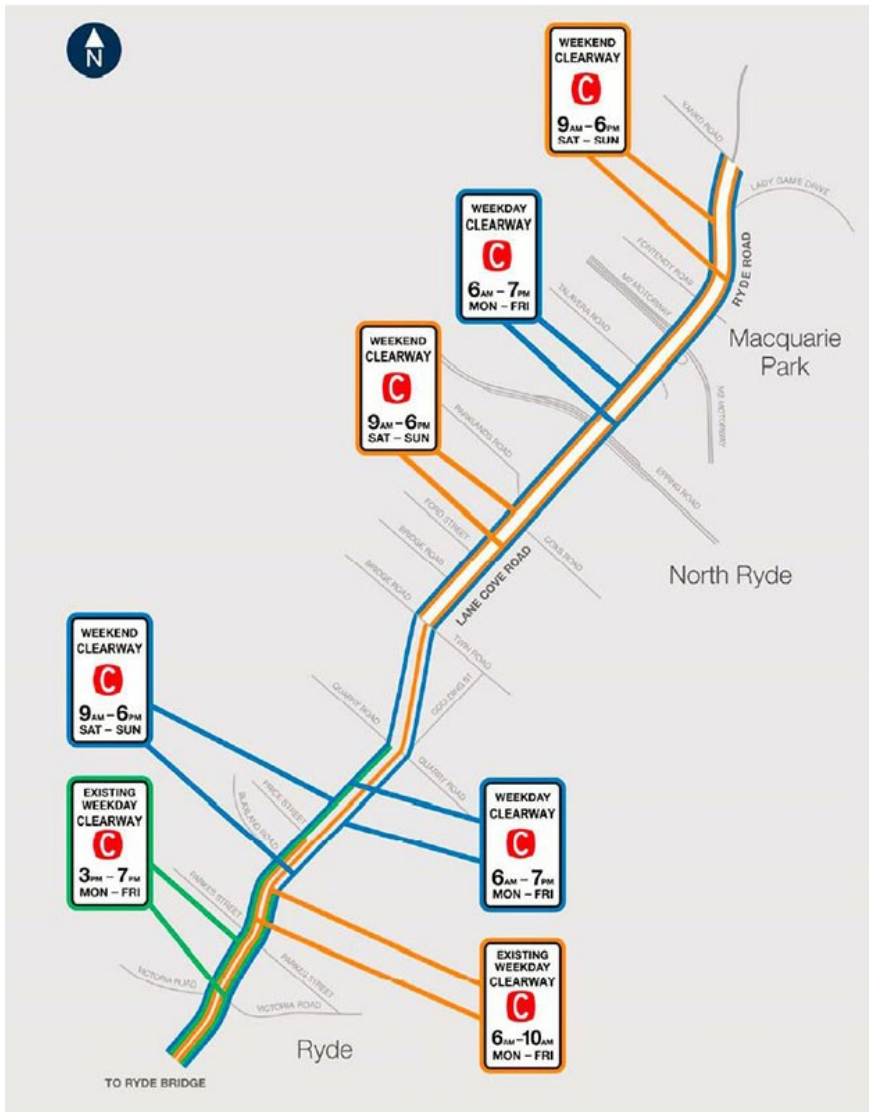 N
WEEKEND
CLEARWAY
C
9AM – 6PM
SAT – SUN
YANKO ROAD
LADY GAME DRIVE
WEEKDAY
CLEARWAY
C
6AM – 7PM
MON – FRI
FONTENOY ROAD
RYDE ROAD
M2 MOTORWAY
TALAVERA ROAD
Macquarie
Park
WEEKEND
CLEARWAY
C
9AM – 6PM
SAT – SUN
M2 MOTORWAY
PARKLANDS ROAD
EPPING ROAD
FORD STREET
BRIDGE ROAD
COXS ROAD
BRIDGE ROAD
LANE COVE ROAD
North Ryde
TWIN ROAD
WEEKEND
CLEARWAY
C
9AM – 6PM
SAT – SUN
QUARRY ROAD
GOULDING ST
EXISTING
WEEKDAY
CLEARWAY
C
3PM – 7PM
MON – FRI
PRICE STREET
BLAXLAND ROAD
QUARRY ROAD
WEEKDAY
CLEARWAY
C
6AM – 7PM
MON – FRI
PARKES STREET
PARKES STREET
VICTORIA ROAD
VICTORIA ROAD
EXISTING
WEEKDAY
CLEARWAY
C
6AM–10AM
MON – FRI
Ryde
TO RYDE BRIDGE